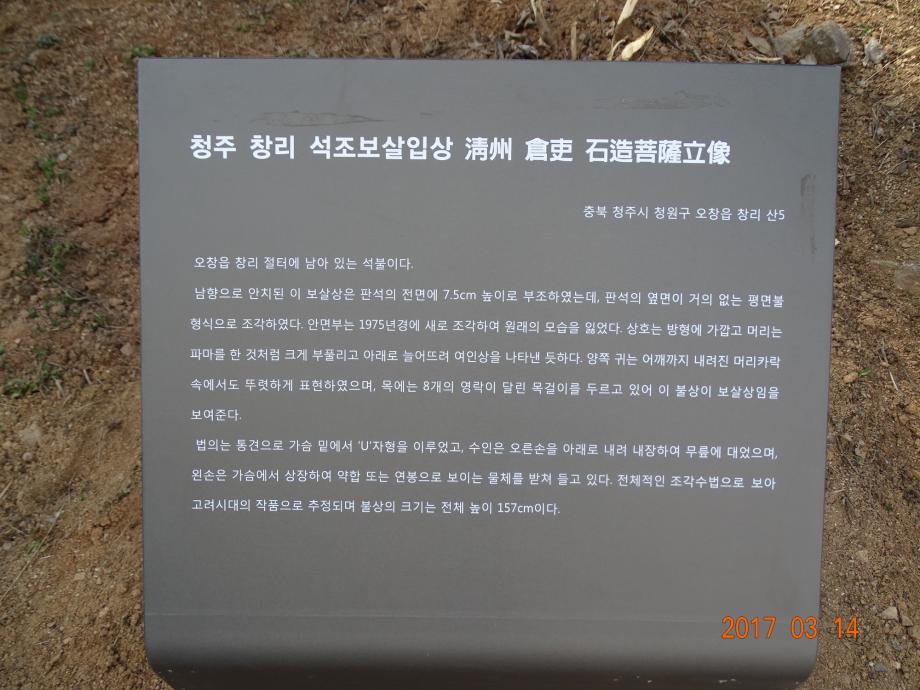 청주 창리 석조보살입상 淸州 倉吏 石造菩薩立像
충북 청주시 청원구 오창읍 창리 산5
오창읍 창리 절터에 남아 있는 석불이다.
남향으로 안치된 이 보살상은 판석의 전면에 7.5cm 높이로 부조하였는데, 판석의 옆면이 거의 없는 평면불
형식으로 조각하였다. 안면부는 1975년경에 새로 조각하여 원래의 모습을 잃었다. 상호는 방형에 가깝고 머리는
파마를 한 것처럼 크게 부풀리고 아래로 늘어뜨려 여인상을 나타낸 듯하다. 양쪽 귀는 어깨까지 내려진 머리카락
속에서도 뚜렷하게 표현하였으며, 목에는 8개의 영락이 달린 목걸이를 두르고 있어 이 불상이 보살상임을
보여준다.
법의는 통견으로 가슴 밑에서 'U'자형을 이루었고, 수인은 오른손을 아래로 내려 내장하여 무릎에 대었으며,
왼손은 가슴에서 상장하여 약합 또는 연봉으로 보이는 물체를 받쳐 들고 있다. 전체적인 조각수법으로 보아
고려시대의 작품으로 추정되며 불상의 크기는 전체 높이 157cm이다.
2017 03 14